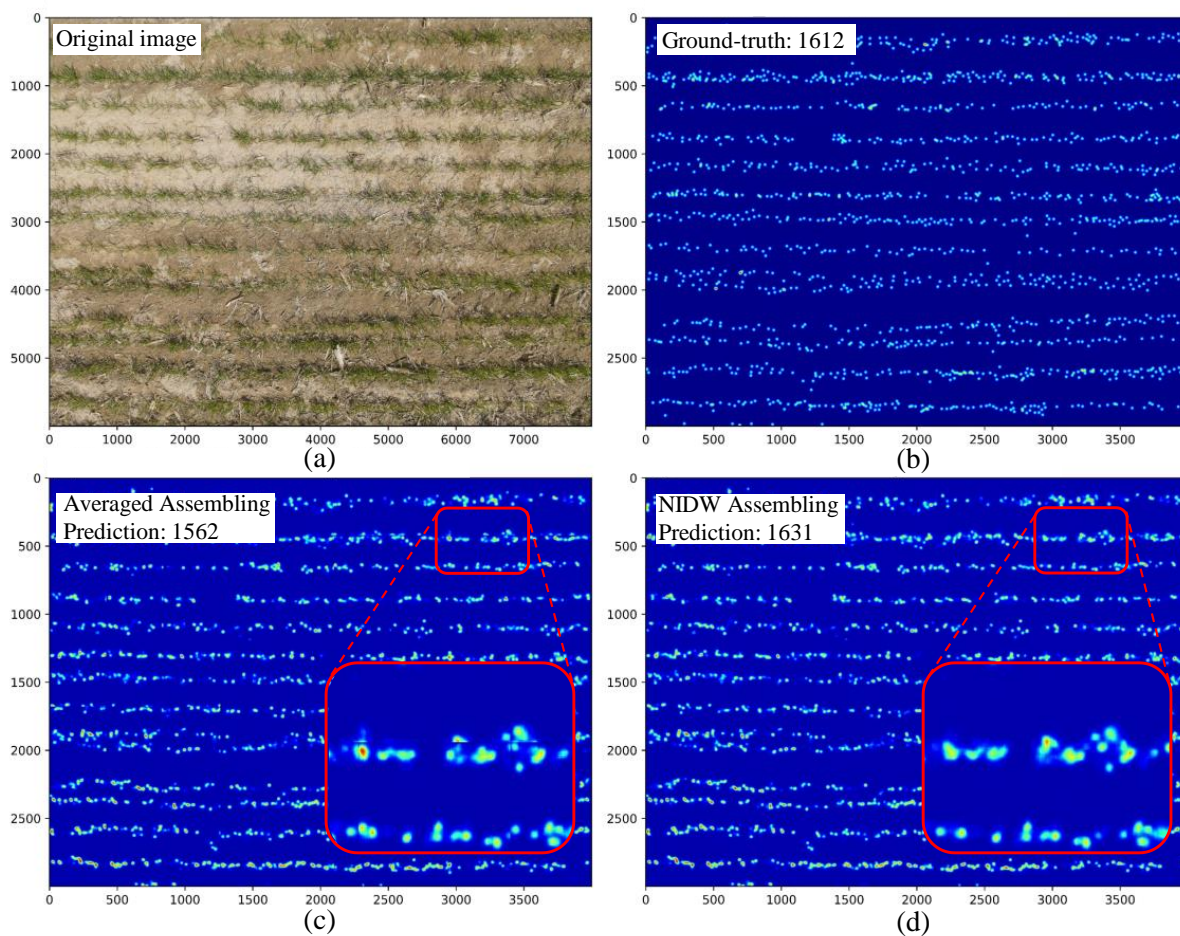 Original image
0
1000
2000
3000
4000
5000
0 1000 2000 3000 4000 5000 6000 7000
(a)
Ground-truth: 1612
0
500
1000
1500
2000
2500
0 500 1000 1500 2000 2500 3000 3500
(b)
Averaged Assembling
Prediction: 1562
0
500
1000
1500
2000
2500
0 500 1000 1500 2000 2500 3000 3500
(c)
NIDW Assembling
Prediction: 1631
0
500
1000
1500
2000
2500
0 500 1000 1500 2000 2500 3000 3500
(d)